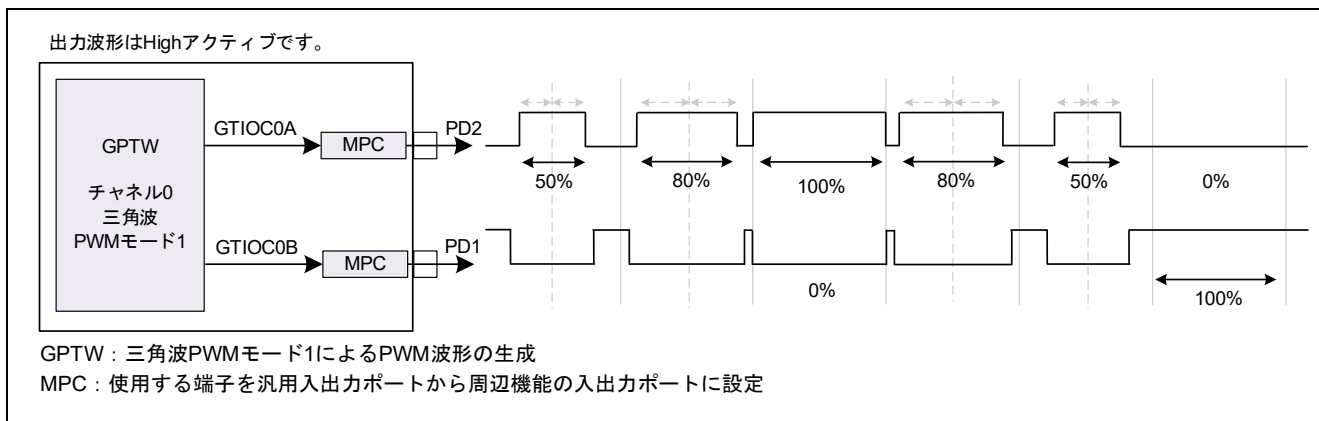 出力波形はHighアクティブです。
GPTW
チャネル0
三角波
PWMモード1
GTIOC0A
MPC
PD2
50%
80%
100%
80%
50%
0%
GTIOC0B
MPC
PD1
0%
100%
GPTW：三角波PWMモード1によるPWM波形の生成
MPC：使用する端子を汎用入出力ポートから周辺機能の入出力ポートに設定